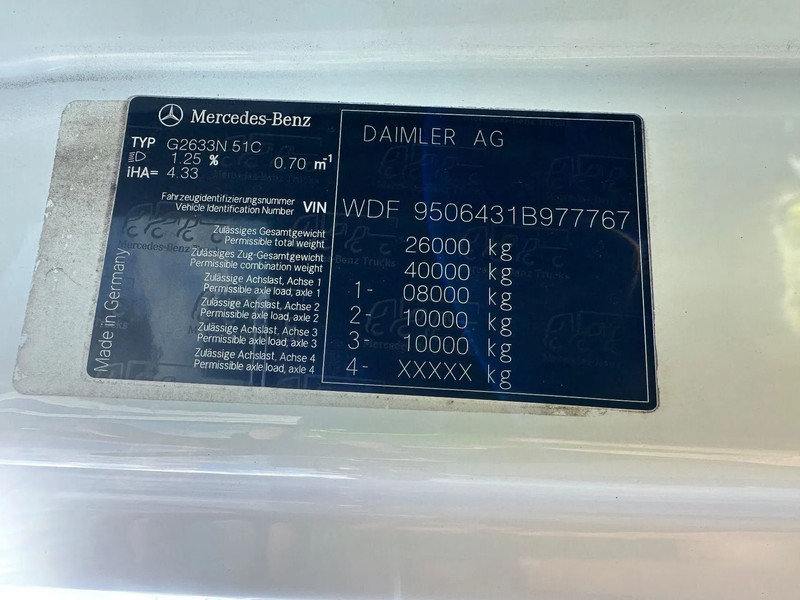 Mercedes-Benz
DAIMLER AG
TYP G2633N 51C
1.25 % 0.70 m-1
iHA= 4.33
Fahrzeugidentifizierungsnummer
Vehicle Identification Number VIN WDF 9506431B977767
Zulässiges Gesamtgewicht
Permissible total weight 26000 kg
Zulässiges Zug-Gesamtgewicht
Permissible combination weight 40000 kg
Zulässige Achslast, Achse 1
Permissible axle load, axle 1 1- 08000 kg
Zulässige Achslast, Achse 2
Permissible axle load, axle 2 2- 10000 kg
Zulässige Achslast, Achse 3
Permissible axle load, axle 3 3- 10000 kg
Zulässige Achslast, Achse 4
Permissible axle load, axle 4 4- XXXXX kg
Made in Germany